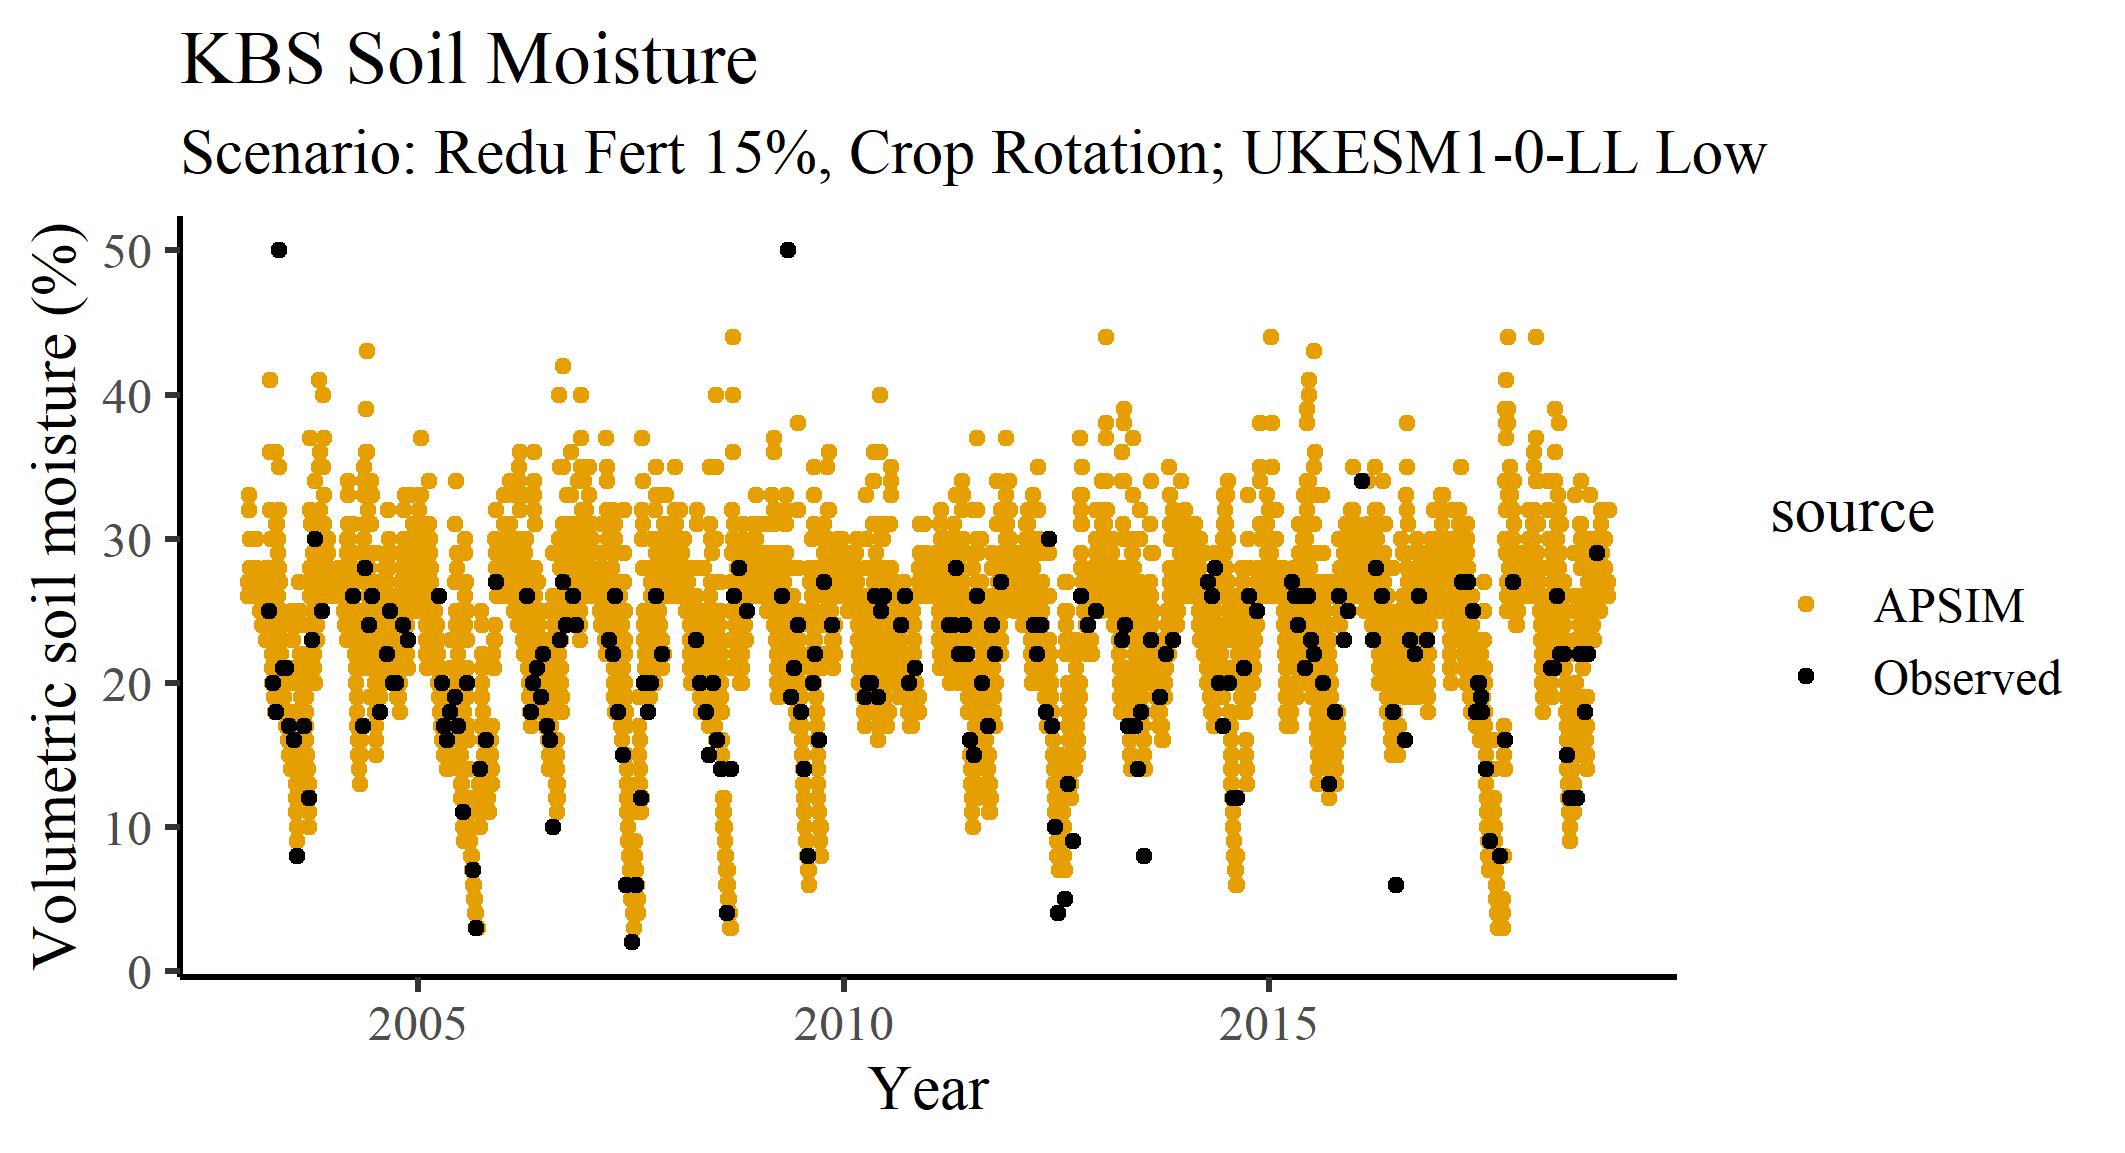 KBS Soil Moisture
Scenario: Redu Fert 15%, Crop Rotation; UKESM1-0-LL Low
Volumetric soil moisture (%)
50
40
30
20
10
0
2005 2010 2015
Year
source
APSIM
Observed